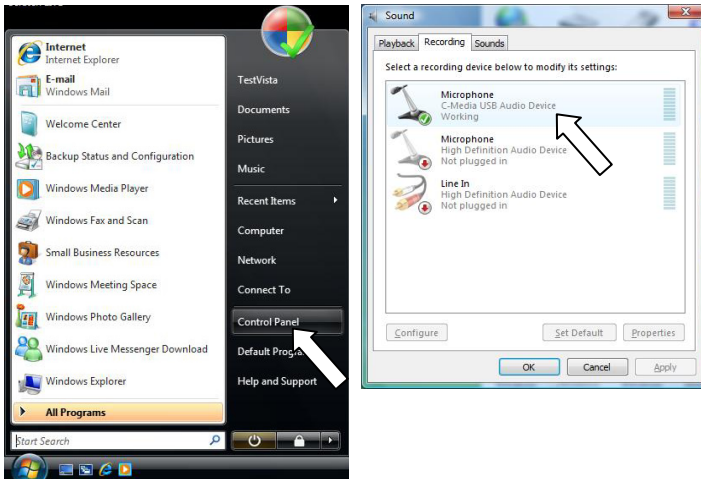 Internet
Internet Explorer
E-mail
Windows Mail
Welcome Center
Backup Status and Configuration
Windows Media Player
Windows Fax and Scan
Small Business Resources
Windows Meeting Space
Windows Photo Gallery
Windows Live Messenger Download
Windows Explorer
All Programs
Start Search
TestVista
Documents
Pictures
Music
Recent Items
Computer
Network
Connect To
Control Panel
Default
Help and Support
Sound
Playback Recording Sounds
Select a recording device below to modify its settings:
Microphone
C-Media USB Audio Device
Working
Microphone
High Definition Audio Device
Not plugged in
Line In
High Definition Audio Device
Not plugged in
Configure Set Default Properties
OK Cancel Apply